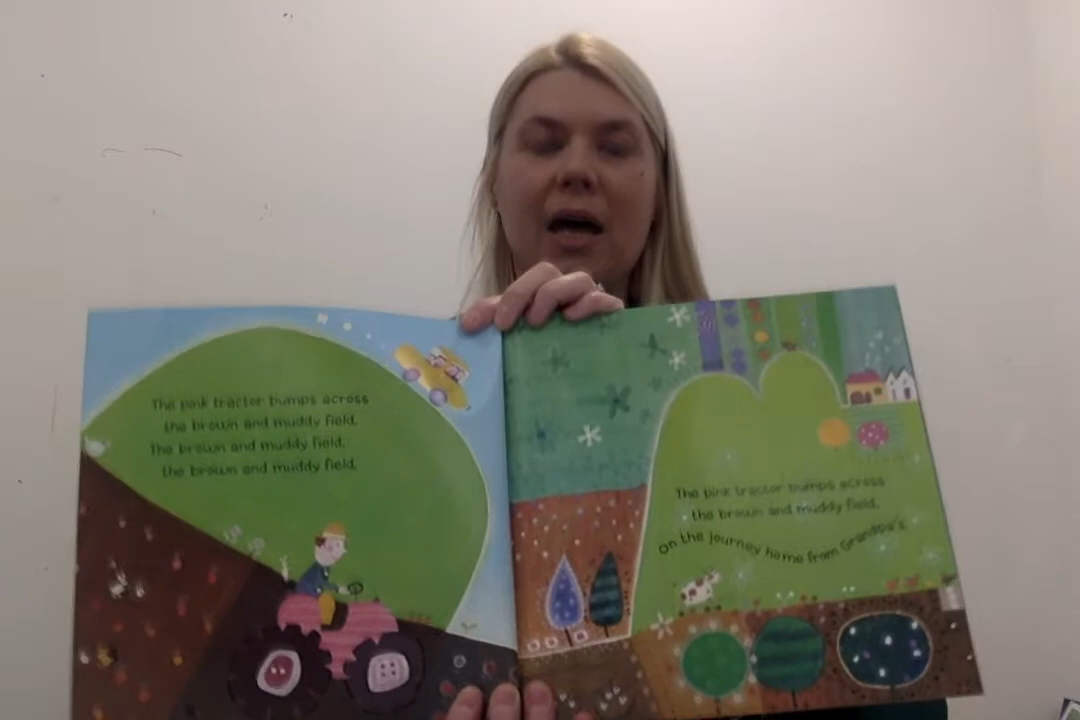 The pink tractor bumps across
the brown and muddy field,
The brown and muddy field,
the brown and muddy field.
The pink tractor bumps across
the brown and muddy field,
On the journey home from Grandpa's.